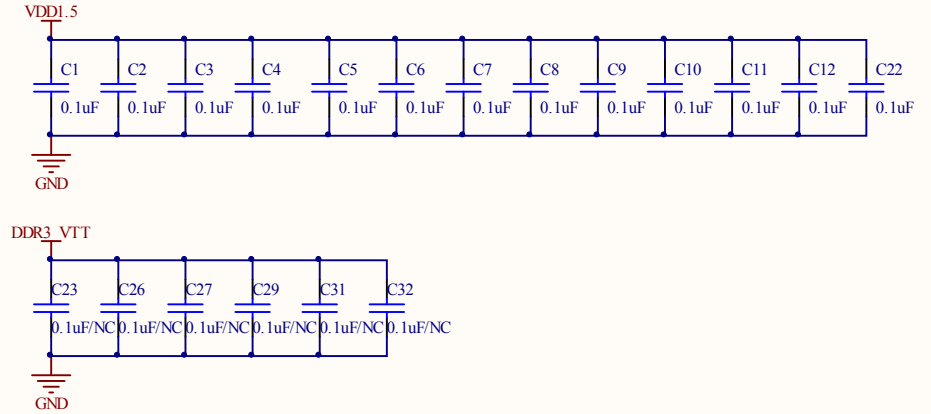 VDD1.5
C1 C2 C3 C4 C5 C6 C7 C8 C9 C10 C11 C12 C22
0.1uF 0.1uF 0.1uF 0.1uF 0.1uF 0.1uF 0.1uF 0.1uF 0.1uF 0.1uF 0.1uF 0.1uF 0.1uF
GND
DDR3_VTT
C23 C26 C27 C29 C31 C32
0.1uF/NC 0.1uF/NC 0.1uF/NC 0.1uF/NC 0.1uF/NC 0.1uF/NC
GND